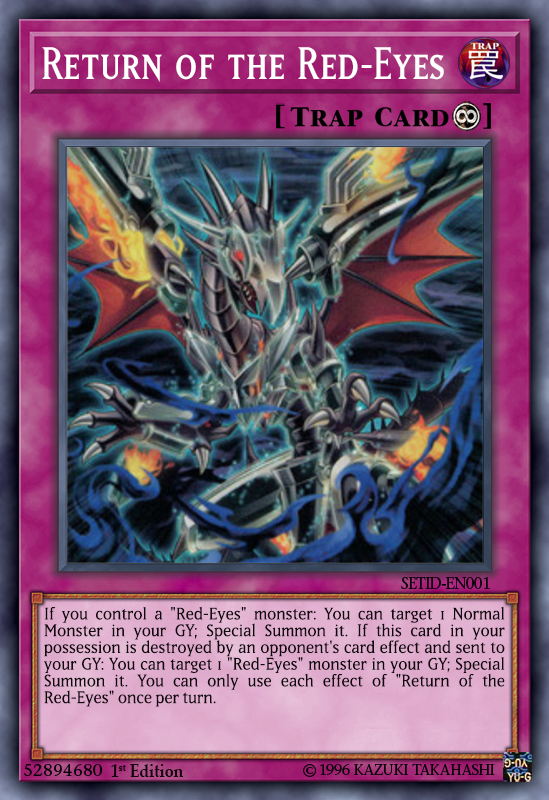 Return of the Red-Eyes
TRAP
罠
[ Trap Card ]
SETID-EN001
If you control a "Red-Eyes" monster: You can target 1 Normal
Monster in your GY; Special Summon it. If this card in your
possession is destroyed by an opponent's card effect and sent to
your GY: You can target 1 "Red-Eyes" monster in your GY; Special
Summon it. You can only use each effect of "Return of the
Red-Eyes" once per turn.
52894680 1st Edition ©1996 KAZUKI TAKAHASHI
YU-G
YU-G